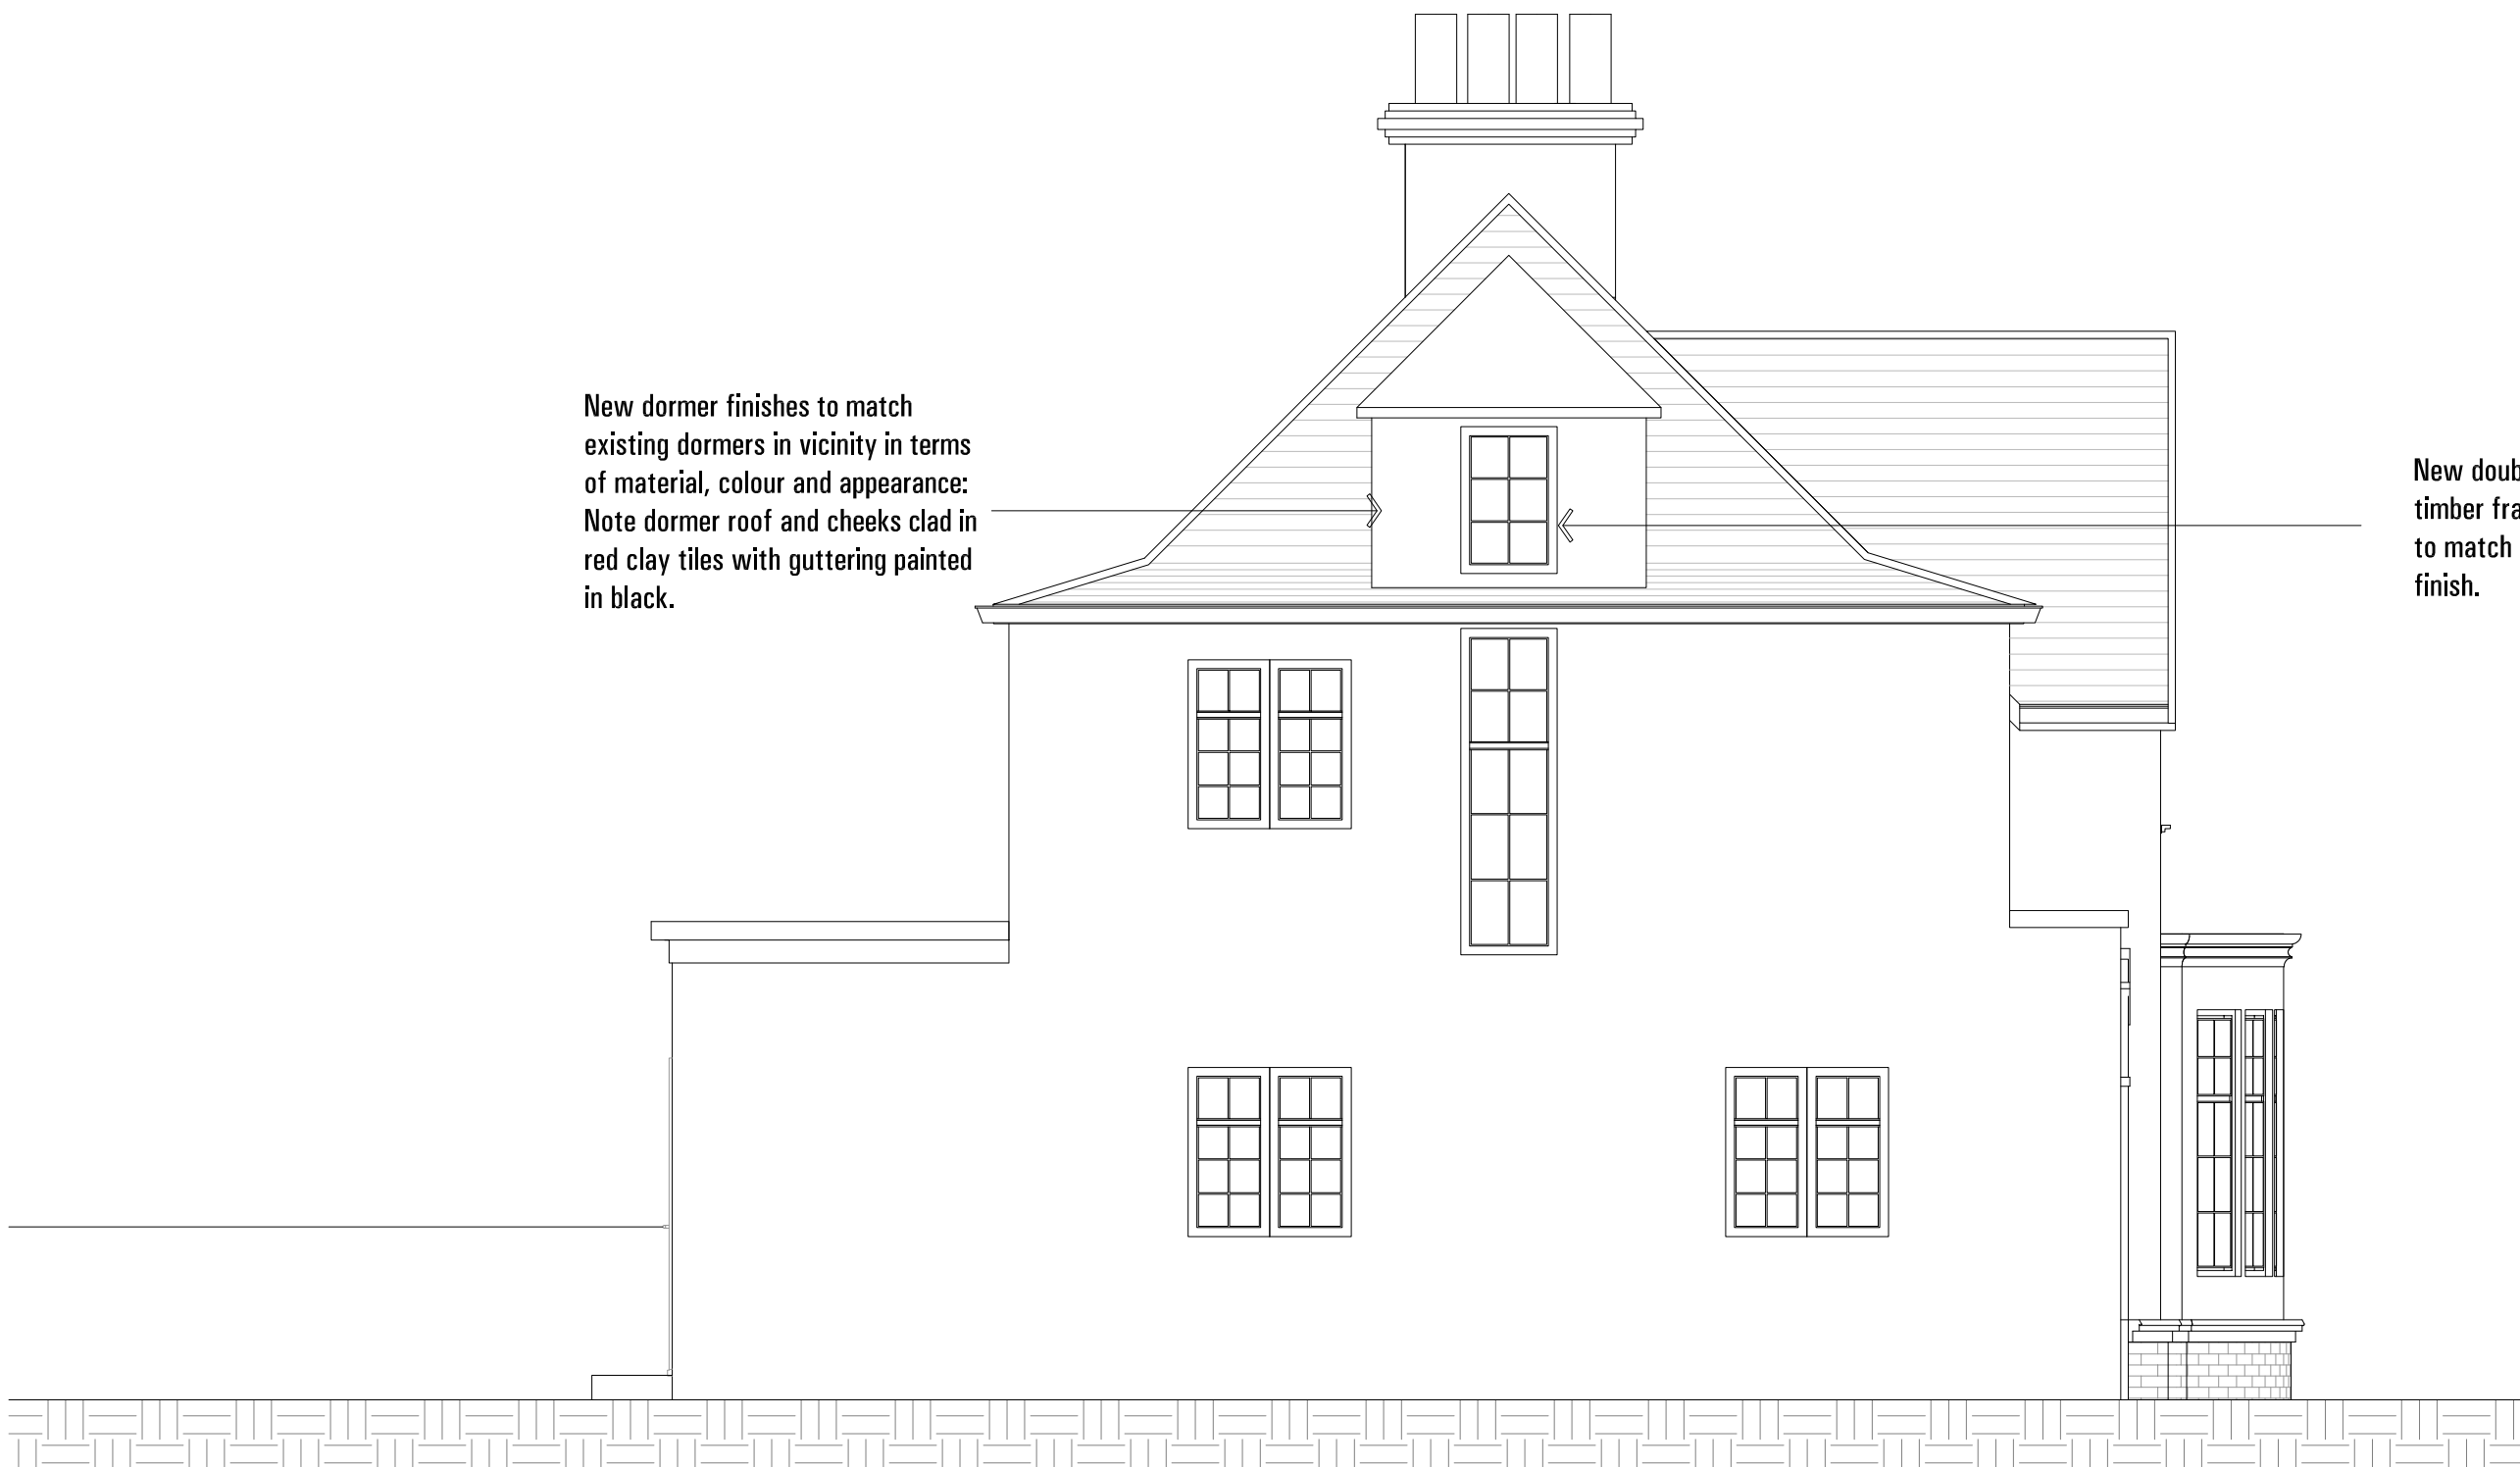 New dormer finishes to match
existing dormers in vicinity in terms
of material, colour and appearance:
Note dormer roof and cheeks clad in
red clay tiles with guttering painted
in black.
New
timber
to match
finish.